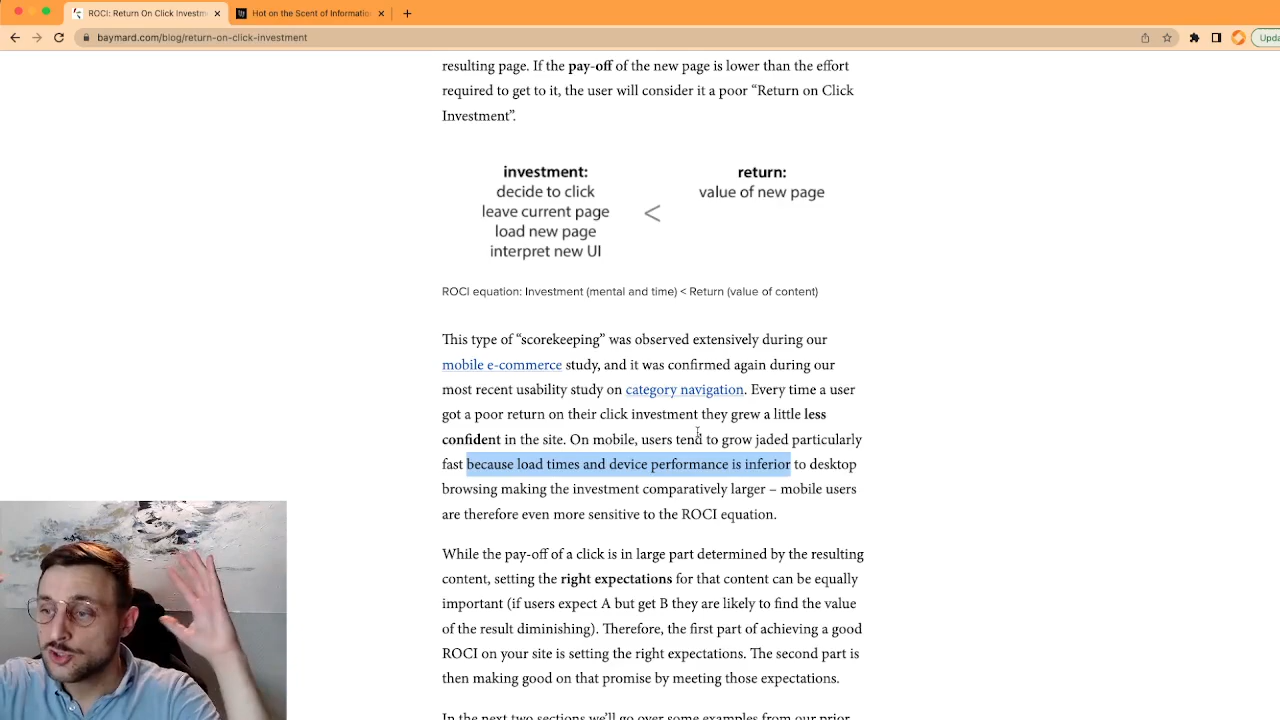 ROCI: Return On Click Investm
Hot on the Scent of Informatio
baymard.com/blog/return-on-click-investment
Upda
resulting page. If the pay-off of the new page is lower than the effort
required to get to it, the user will consider it a poor “Return on Click
Investment”.
investment:
decide to click
leave current page
load new page
interpret new UI
<
return:
value of new page
ROCI equation: Investment (mental and time) < Return (value of content)
This type of “scorekeeping” was observed extensively during our
mobile e-commerce study, and it was confirmed again during our
most recent usability study on category navigation. Every time a user
got a poor return on their click investment they grew a little less
confident in the site. On mobile, users tend to grow jaded particularly
fast because load times and device performance is inferior to desktop
browsing making the investment comparatively larger – mobile users
are therefore even more sensitive to the ROCI equation.
While the pay-off of a click is in large part determined by the resulting
content, setting the right expectations for that content can be equally
important (if users expect A but get B they are likely to find the value
of the result diminishing). Therefore, the first part of achieving a good
ROCI on your site is setting the right expectations. The second part is
then making good on that promise by meeting those expectations.
In the next two sections we’ll go over some examples from our prior